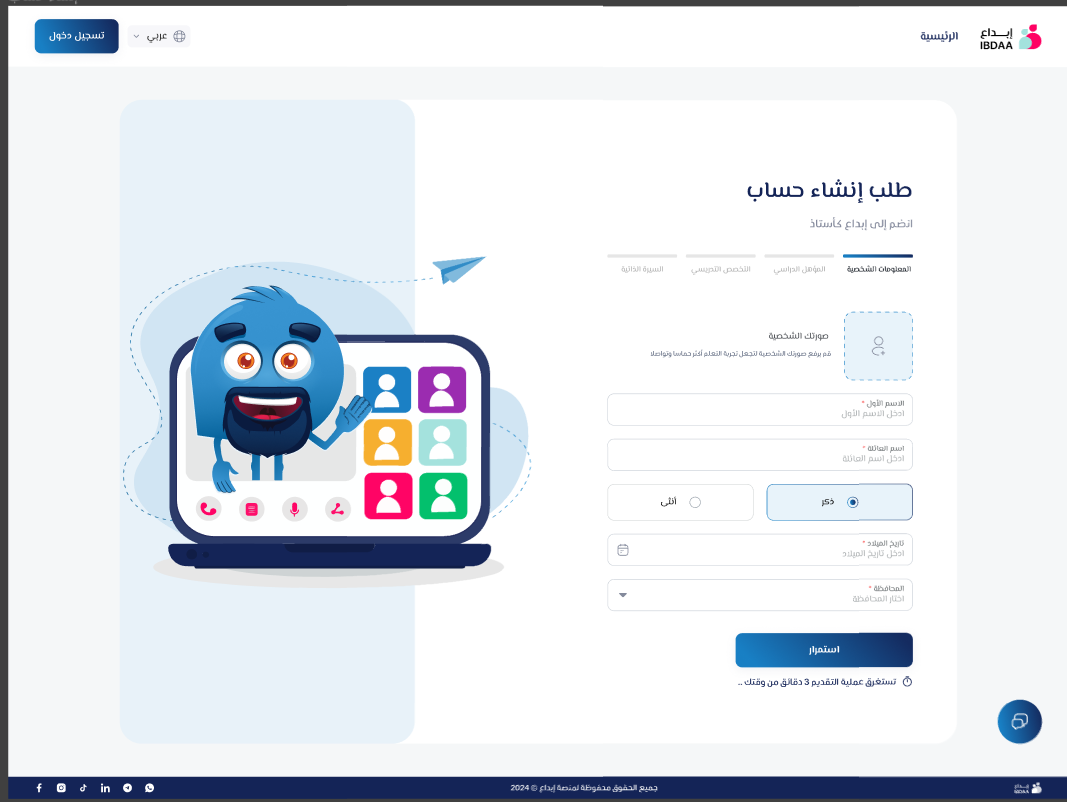 إبداع
IBDAA
الرئيسية
عربي
تسجيل دخول
طلب إنشاء حساب
انضم إلى إبداع كأستاذ
المعلومات الشخصية
المؤهل الدراسي
التخصص التدريسي
السيرة الذاتية
صورتك الشخصية
قم برفع صورتك الشخصية لتجعل تجربة التعلم أكثر حماسا وتواصلا
الاسم الأول *
ادخل الاسم الأول
اسم العائلة *
ادخل اسم العائلة
ذكر
أنثى
تاريخ الميلاد *
ادخل تاريخ الميلاد
المحافظة *
اختار المحافظة
استمرار
تستغرق عملية التقديم 3 دقائق من وقتك ..
إبداع
IBDAA
جميع الحقوق محفوظة لمنصة إبداع © 2024